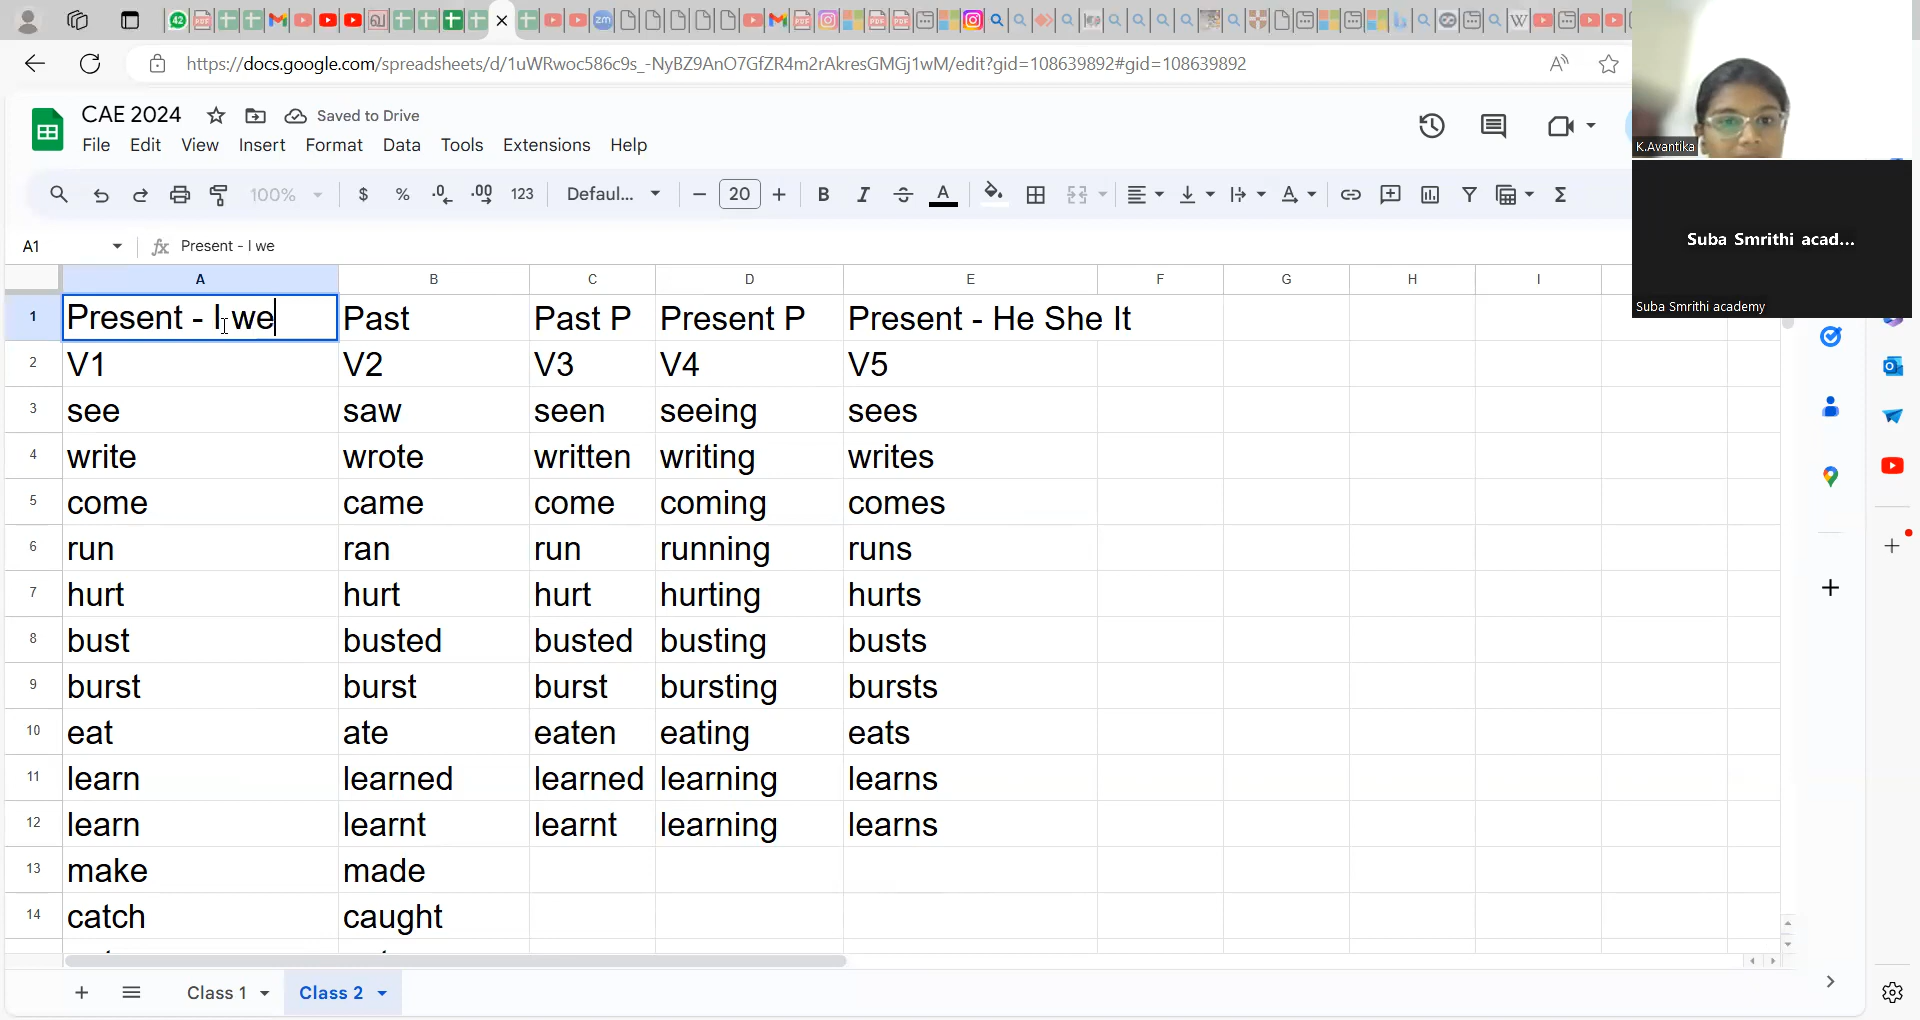 42
https://docs.google.com/spreadsheets/d/1uWRwoc586c9s_-NyBZ9AnO7GfZR4m2rAkresGMGj1wM/edit?gid=108639892#gid=108639892
CAE 2024
Saved to Drive
File Edit View Insert Format Data Tools Extensions Help
100% $ % .0 .00 123 Defaul... 20 B I A Σ
A1 fx Present - I we
A B C D E F G H I
1 Present - I we Past Past P Present P Present - He She It
2 V1 V2 V3 V4 V5
3 see saw seen seeing sees
4 write wrote written writing writes
5 come came come coming comes
6 run ran run running runs
7 hurt hurt hurt hurting hurts
8 bust busted busted busting busts
9 burst burst burst bursting bursts
10 eat ate eaten eating eats
11 learn learned learned learning learns
12 learn learnt learnt learning learns
13 make made
14 catch caught
Class 1 Class 2
K.Avantika
Suba Smrithi acad...
Suba Smrithi academy